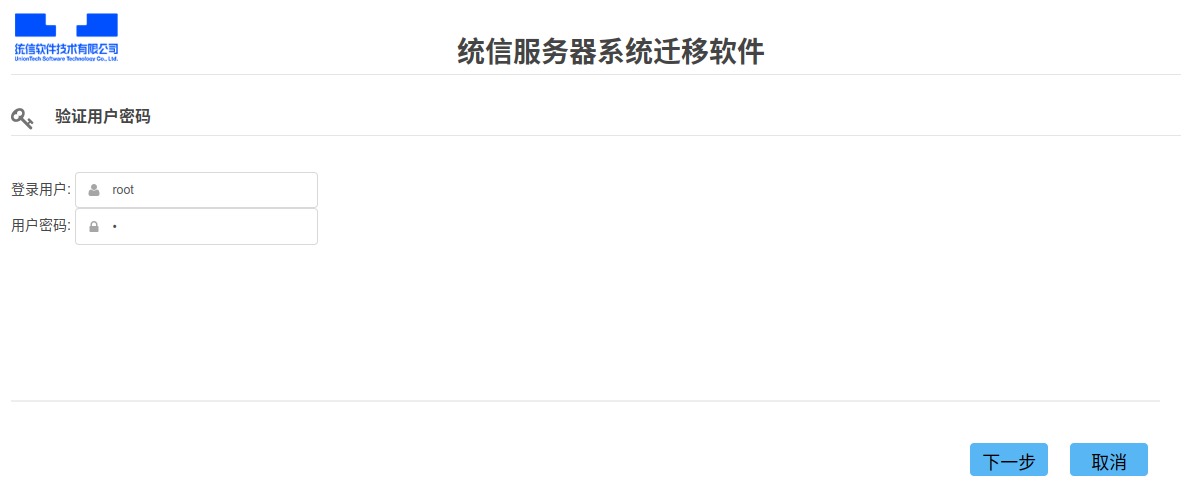 统信软件技术有限公司
UnionTech Software Technology Co., Ltd.
统信服务器系统迁移软件
验证用户密码
登录用户: root
用户密码: •
下一步 取消